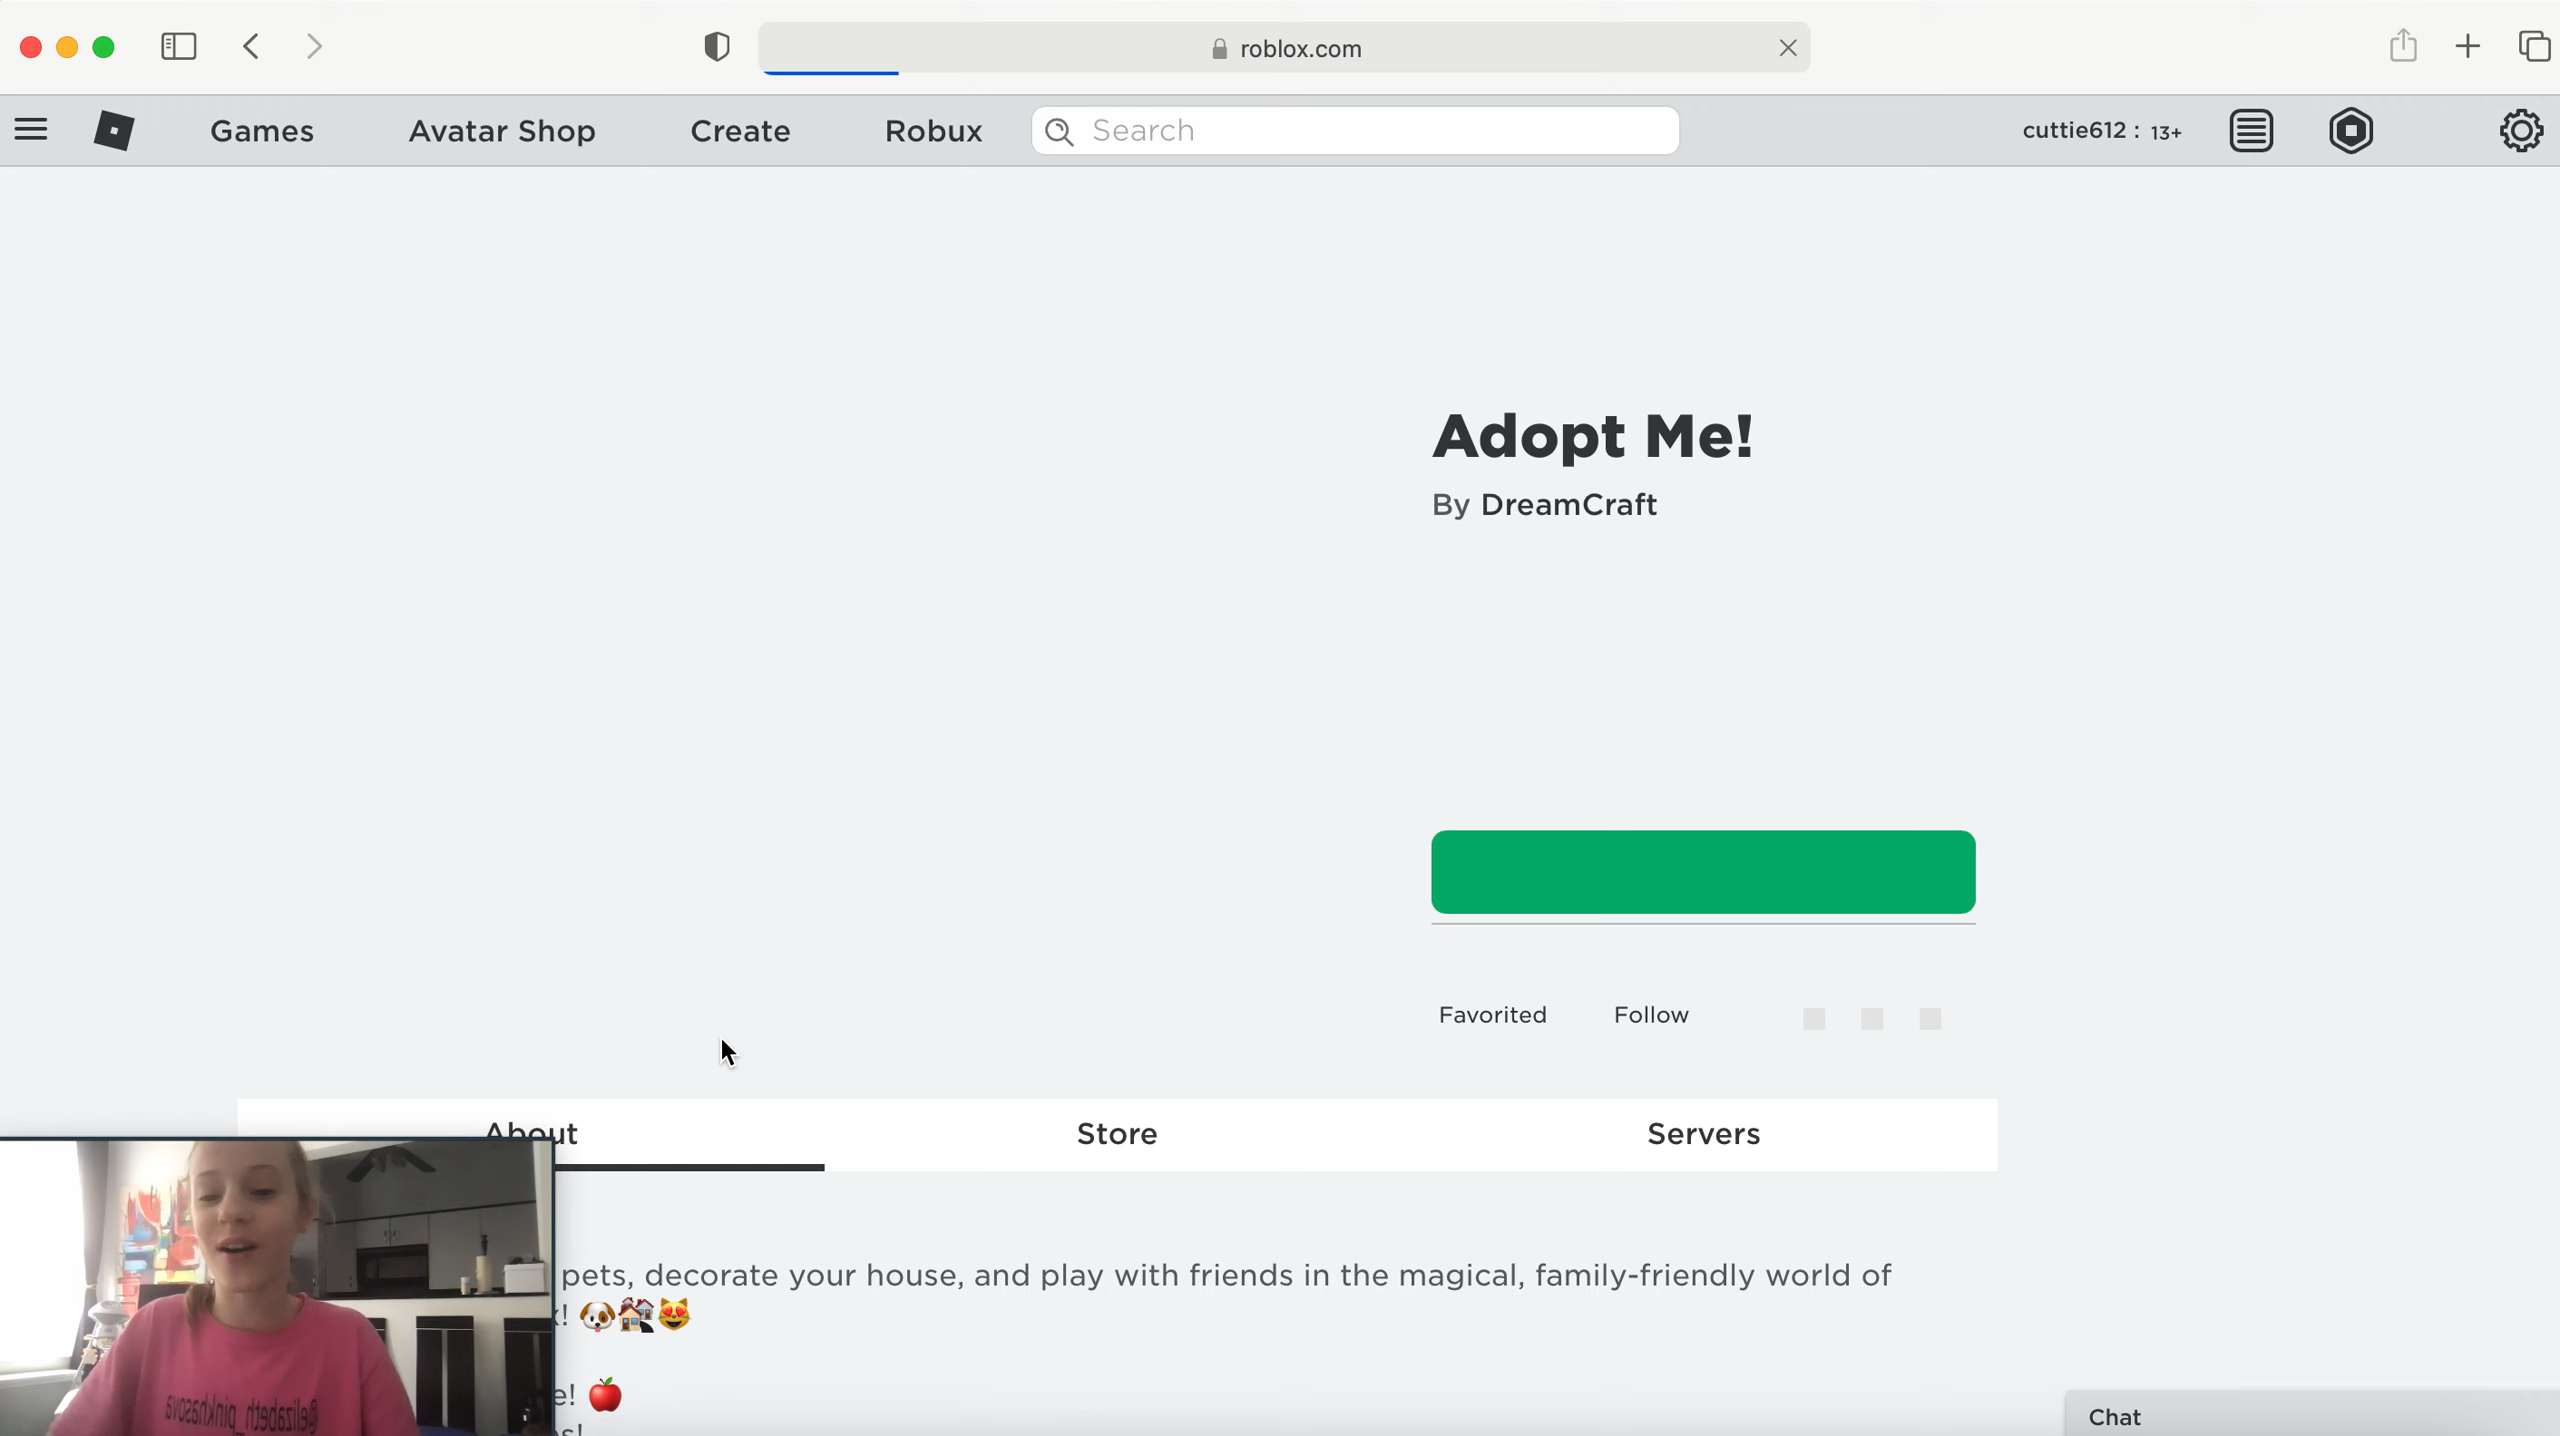 roblox.com
Games Avatar Shop Create Robux Search cuttie612 : 13+
Adopt Me!
By DreamCraft
Favorited Follow
About Store Servers
pets, decorate your house, and play with friends in the magical, family-friendly world of
! 🐶🏘️😻
e! 🍎
s!
@elizabeth_pinkhasova
Chat